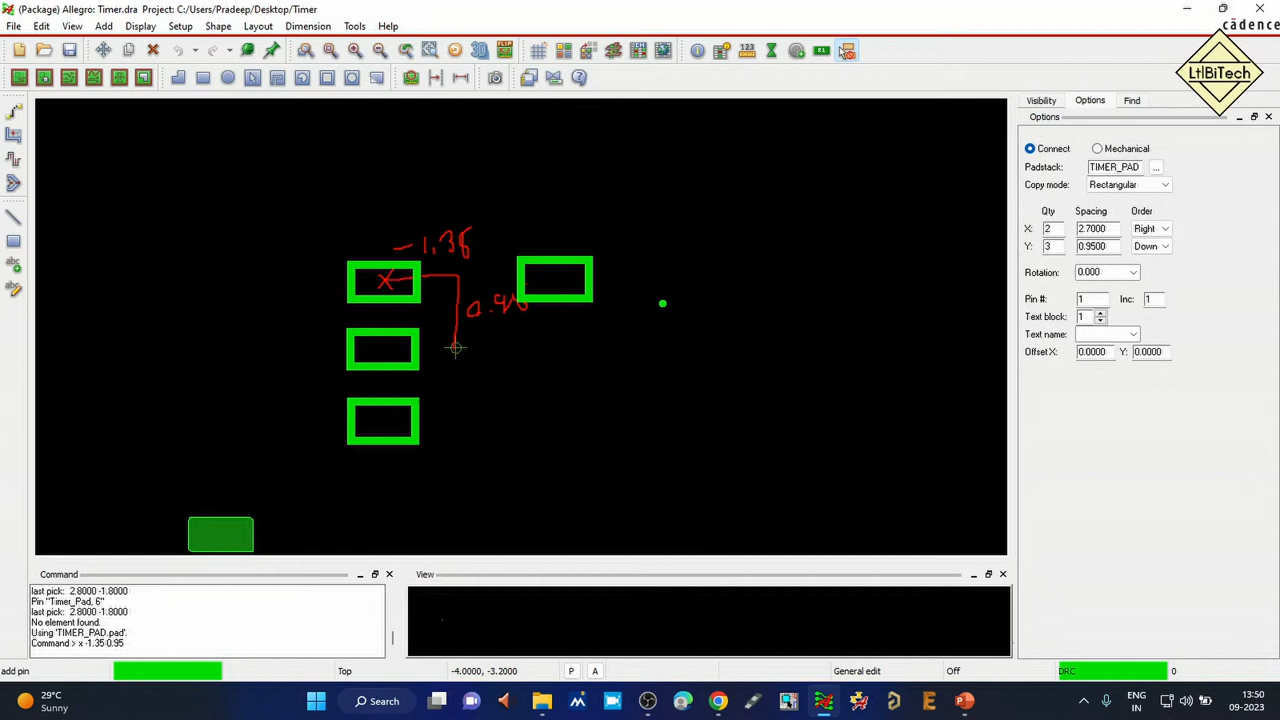 (Package) Allegro: Timer.dra Project: C:/Users/Pradeep/Desktop/Timer
cādence
File Edit View Add Display Setup Shape Layout Dimension Tools Help
LtlBiTech
Visibility Options Find
Options
Connect Mechanical
Padstack: TIMER_PAD ...
Copy mode: Rectangular
Qty Spacing Order
X: 2 2.7000 Right
Y: 3 0.9500 Down
Rotation: 0.000
Pin #: 1 Inc: 1
Text block: 1
Text name:
Offset X: 0.0000 Y: 0.0000
Command
last pick: 2.8000 -1.8000
Pin "Timer_Pad, 6"
last pick: 2.8000 -1.8000
No element found.
Using 'TIMER_PAD.pad'.
Command > x -1.35 0.95
View
add pin Top -4.0000, -3.2000 P A General edit Off DRC 0
29°C
Sunny
Search
ENG
IN
13:50
09-2023